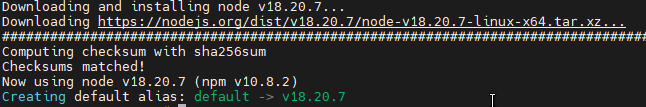 Downloading and installing node v18.20.7...
Downloading https://nodejs.org/dist/v18.20.7/node-v18.20.7-linux-x64.tar.xz...
################################################################################################
Computing checksum with sha256sum
Checksums matched!
Now using node v18.20.7 (npm v10.8.2)
Creating default alias: default -> v18.20.7